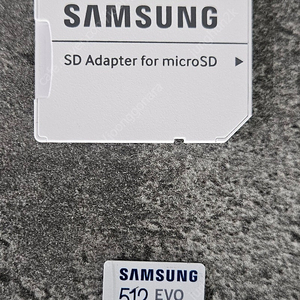 SAMSUNG
SD Adapter for microSD ▶
SAMSUNG
512 EVO